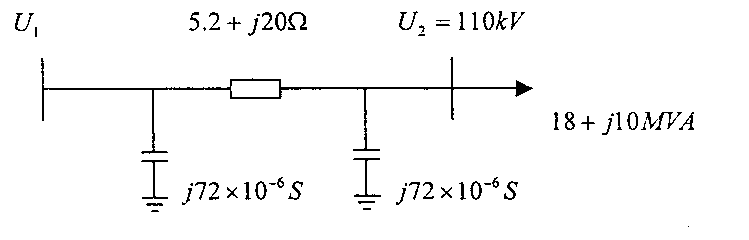 U₁
5.2 + j20Ω
U₂ = 110kV
18 + j10MVA
j72×10⁻⁶ S
j72×10⁻⁶ S